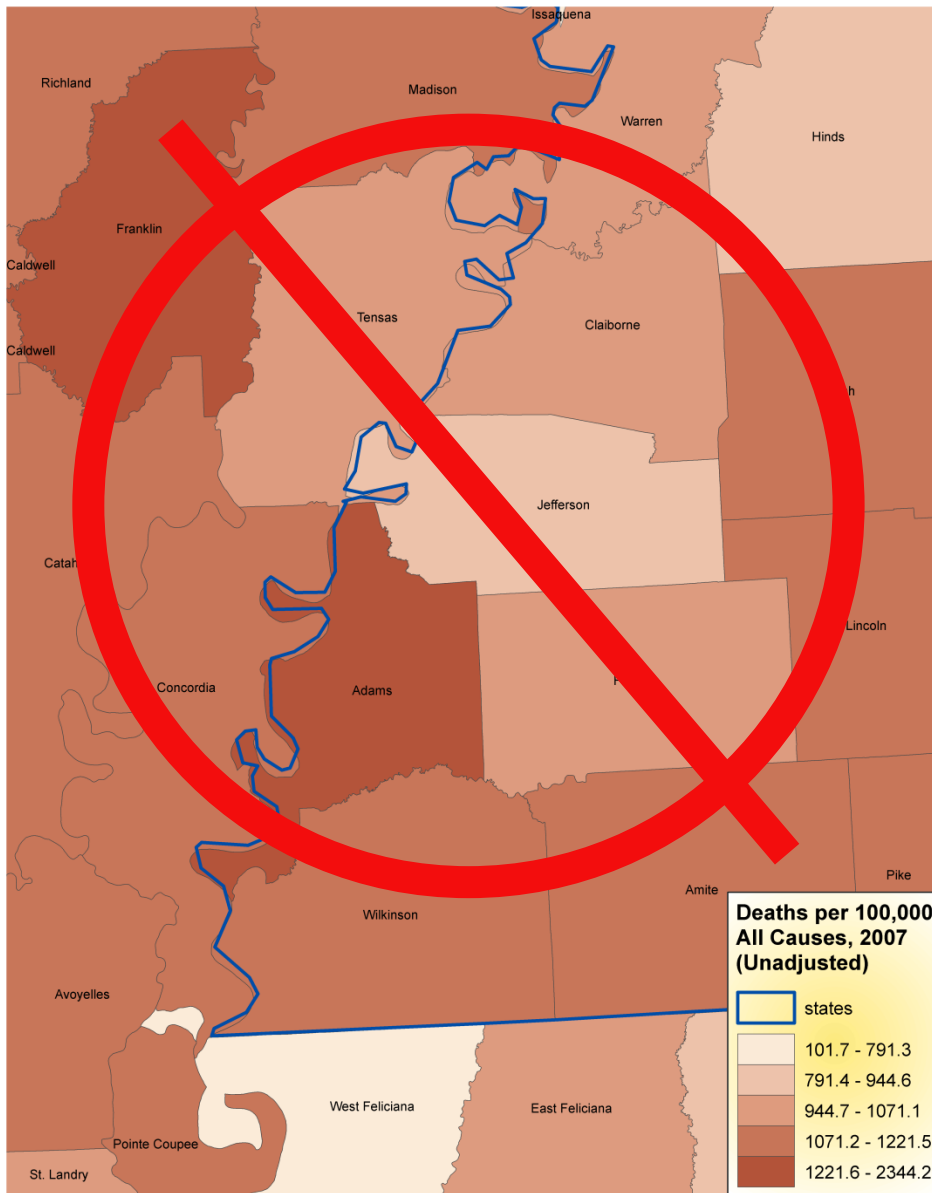 Issaquena
Richland
Madison
Warren
Hinds
Franklin
Caldwell
Tensas
Claiborne
Caldwell
h
Jefferson
Catah
Lincoln
Concordia
Adams
Pike
Amite
Wilkinson
Avoyelles
West Feliciana
East Feliciana
Pointe Coupee
St. Landry
Deaths per 100,000
All Causes, 2007
(Unadjusted)
states
101.7 - 791.3
791.4 - 944.6
944.7 - 1071.1
1071.2 - 1221.5
1221.6 - 2344.2